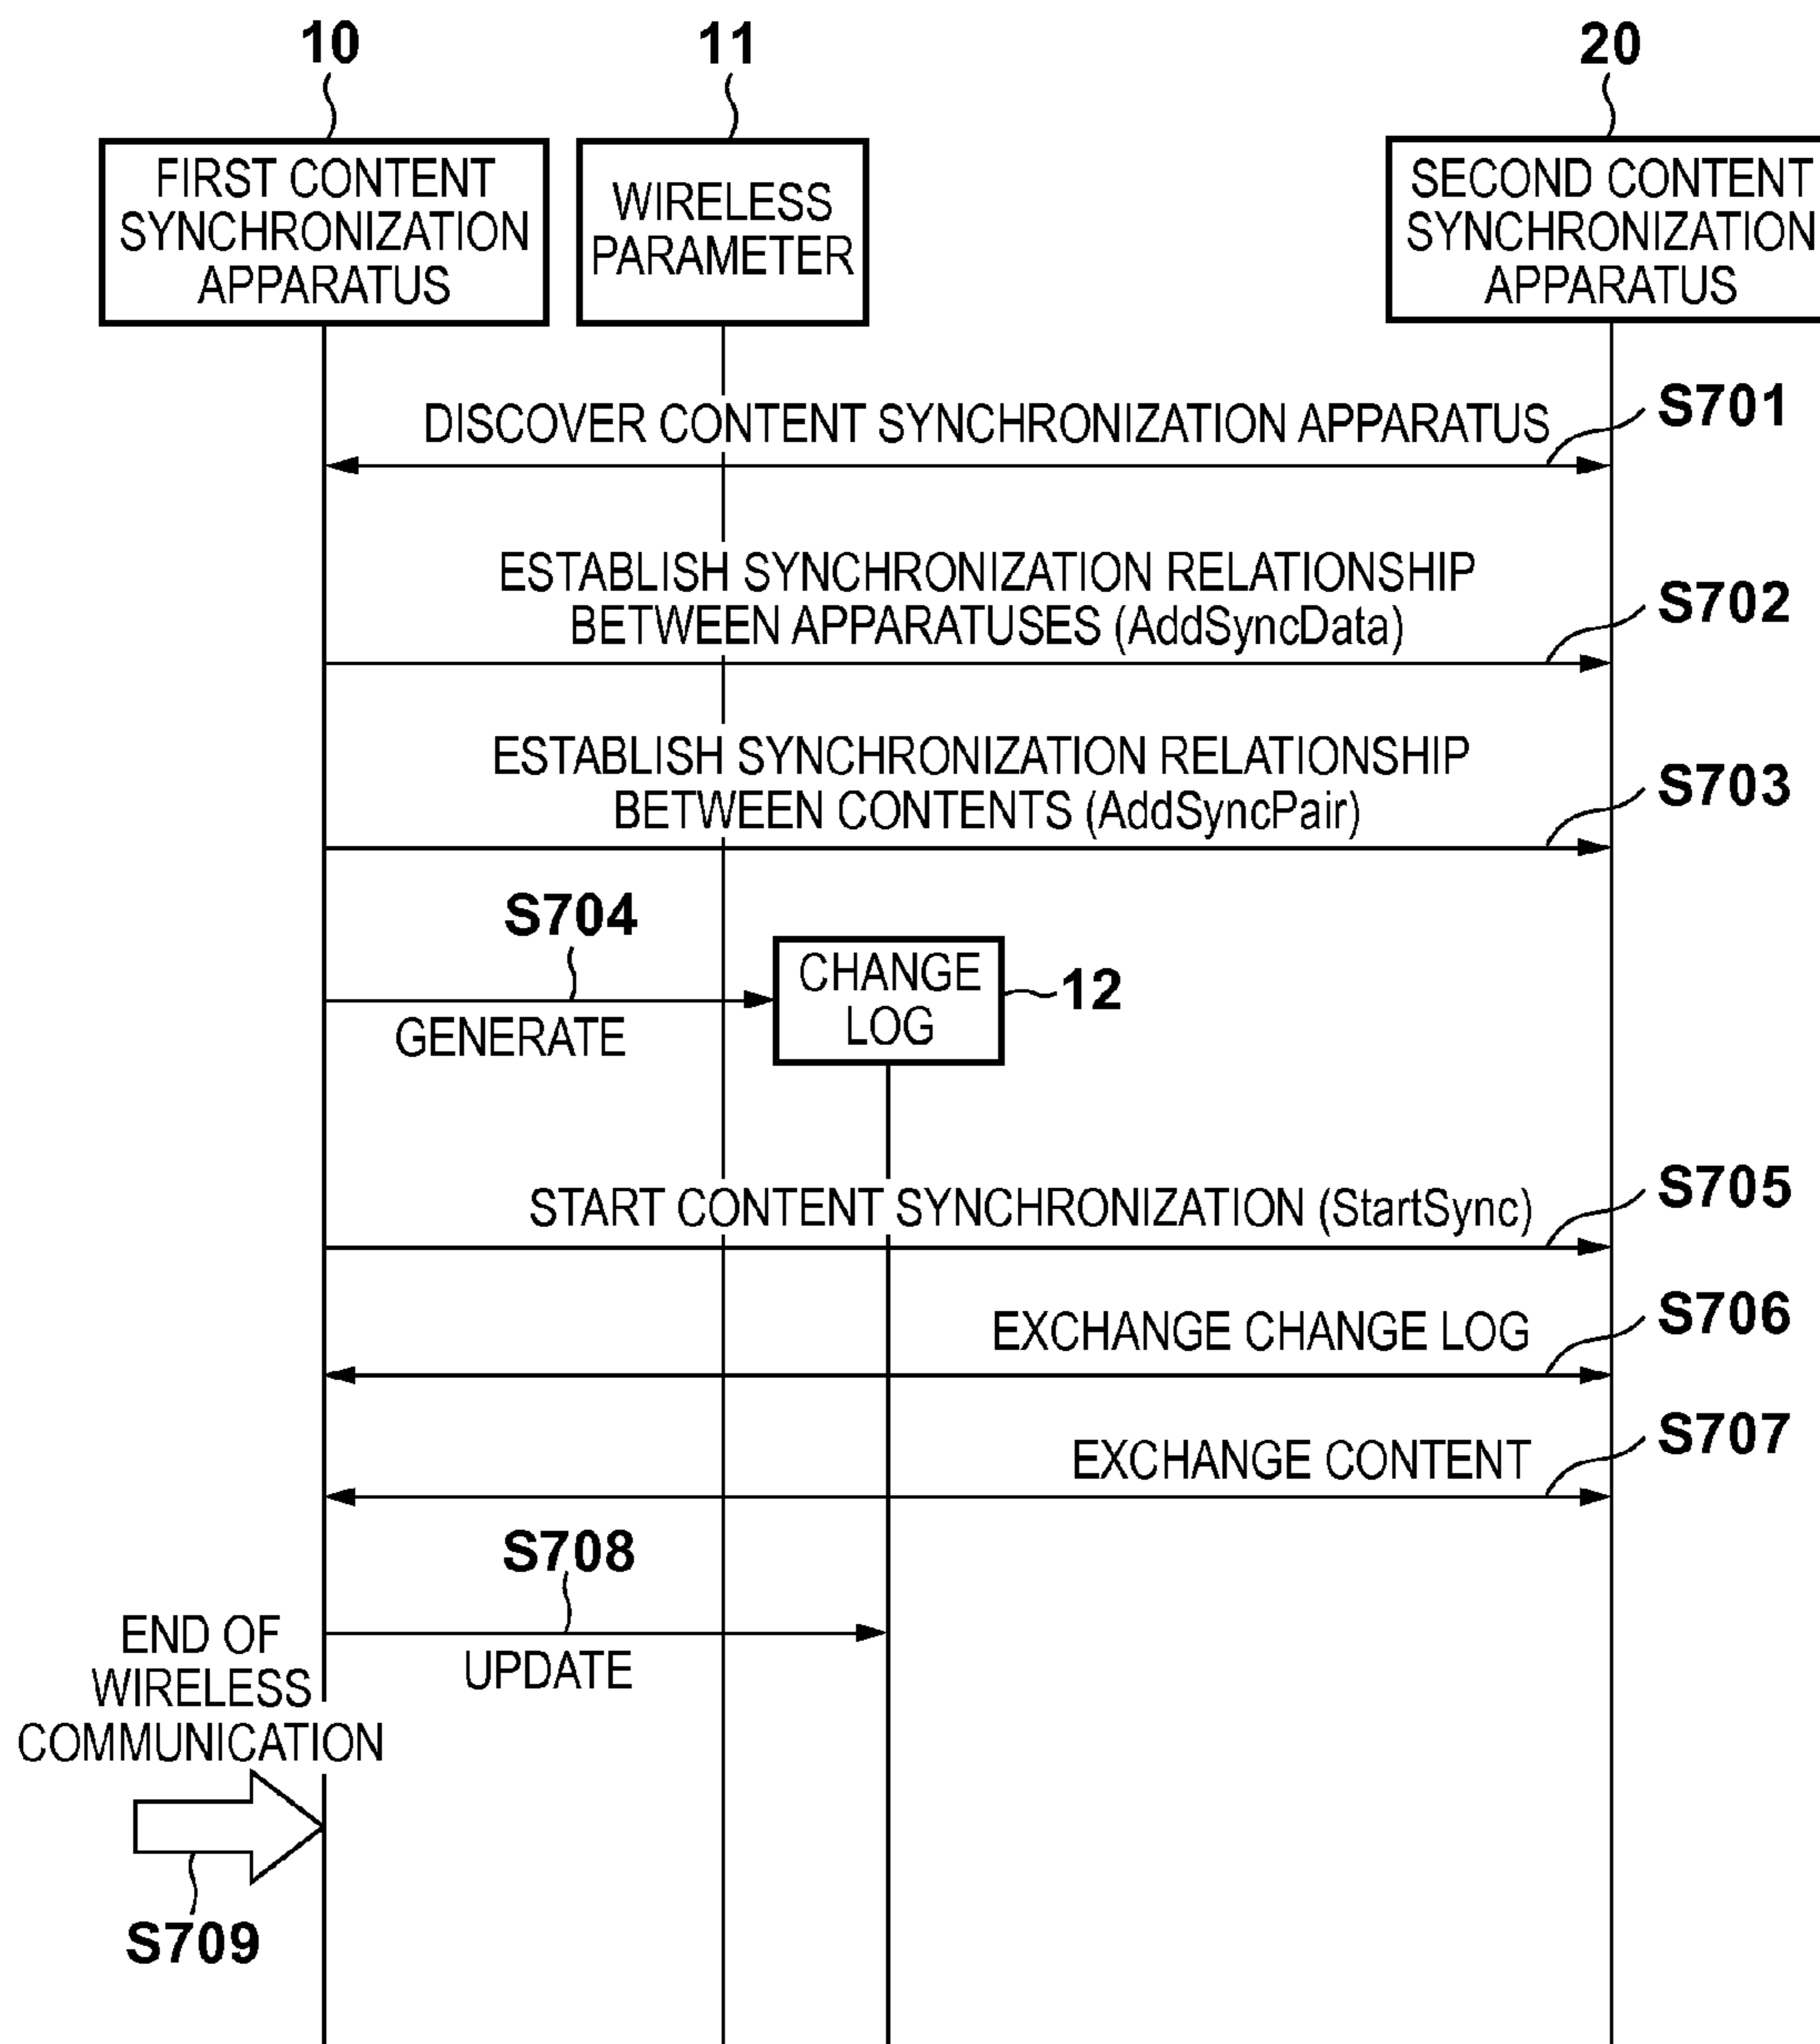 10
11
20
FIRST CONTENT
SYNCHRONIZATION
APPARATUS
WIRELESS
PARAMETER
SECOND CONTENT
SYNCHRONIZATION
APPARATUS
DISCOVER CONTENT SYNCHRONIZATION APPARATUS
S701
ESTABLISH SYNCHRONIZATION RELATIONSHIP
BETWEEN APPARATUSES (AddSyncData)
S702
ESTABLISH SYNCHRONIZATION RELATIONSHIP
BETWEEN CONTENTS (AddSyncPair)
S703
S704
GENERATE
CHANGE
LOG
12
START CONTENT SYNCHRONIZATION (StartSync)
S705
EXCHANGE CHANGE LOG
S706
EXCHANGE CONTENT
S707
S708
UPDATE
END OF
WIRELESS
COMMUNICATION
S709